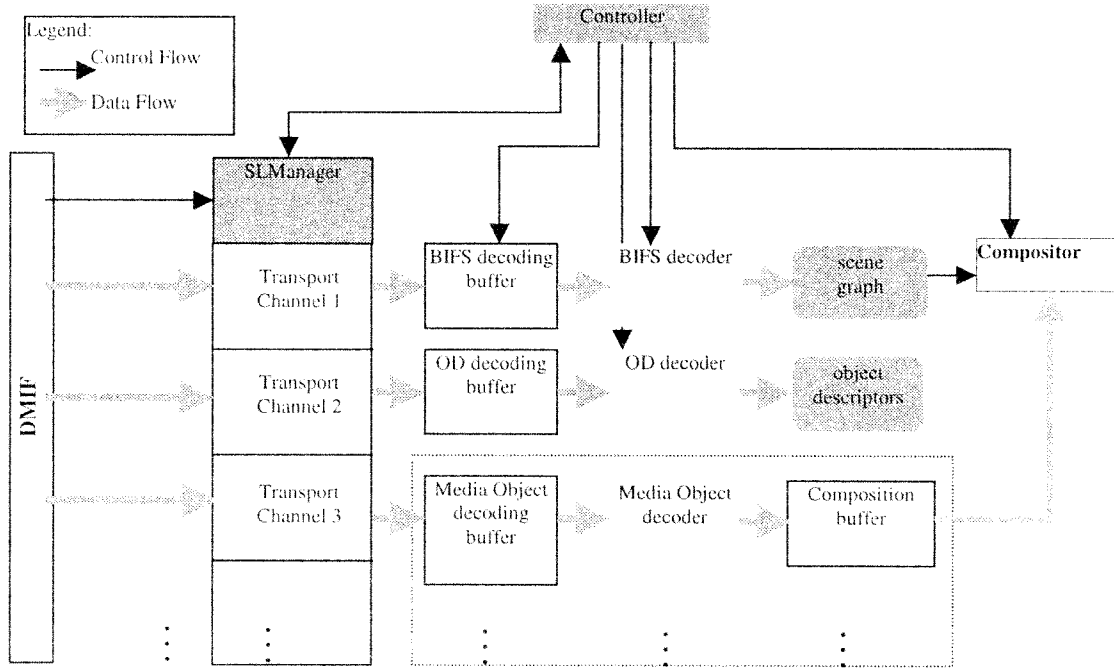 Controller
Legend:
Control Flow
Data Flow
SLManager
DMIF
Transport
Channel 1
BIFS decoding
buffer
BIFS decoder
scene
graph
Compositor
Transport
Channel 2
OD decoding
buffer
OD decoder
object
descriptors
Transport
Channel 3
Media Object
decoding
buffer
Media Object
decoder
Composition
buffer